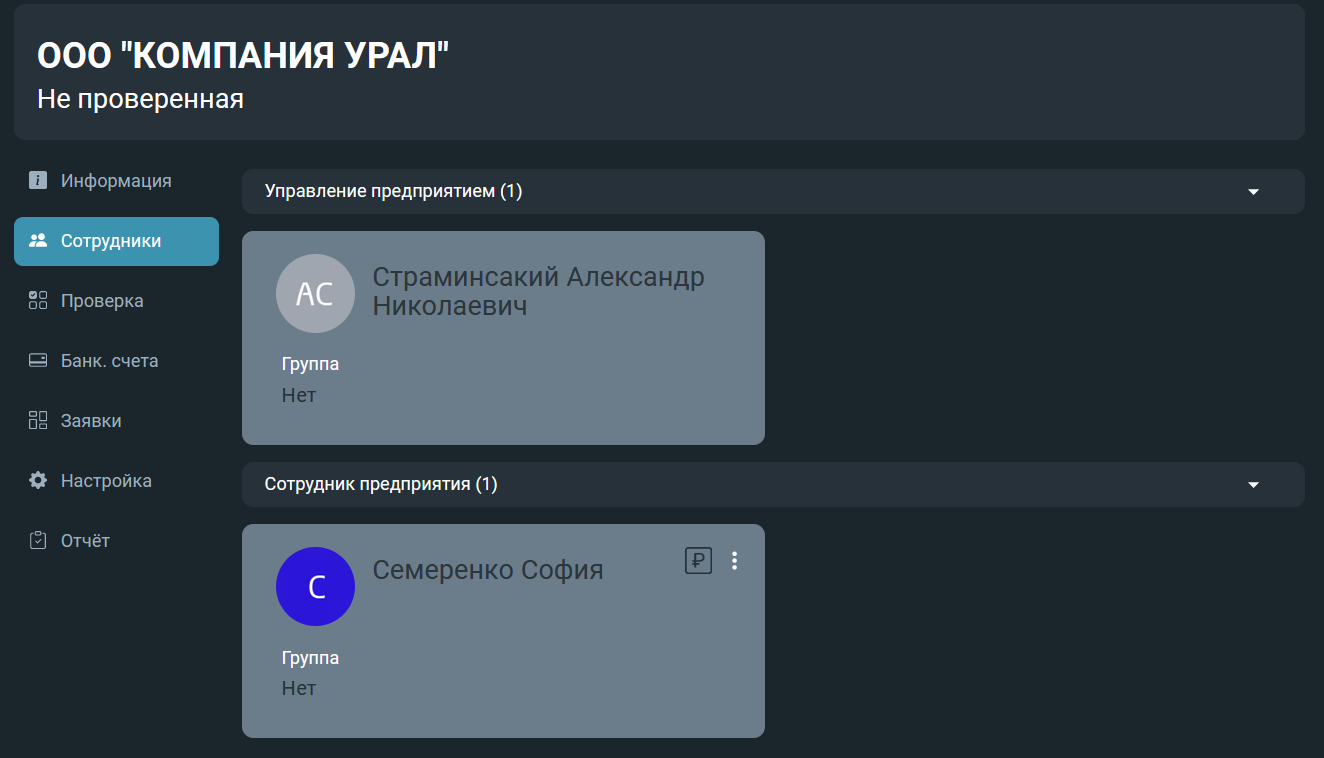 ООО "КОМПАНИЯ УРАЛ"
Не проверенная
Информация
Сотрудники
Проверка
Банк. счета
Заявки
Настройка
Отчёт
Управление предприятием (1)
АС
Страминсакий Александр
Николаевич
Группа
Нет
Сотрудник предприятия (1)
С
Семеренко София
₽
Группа
Нет